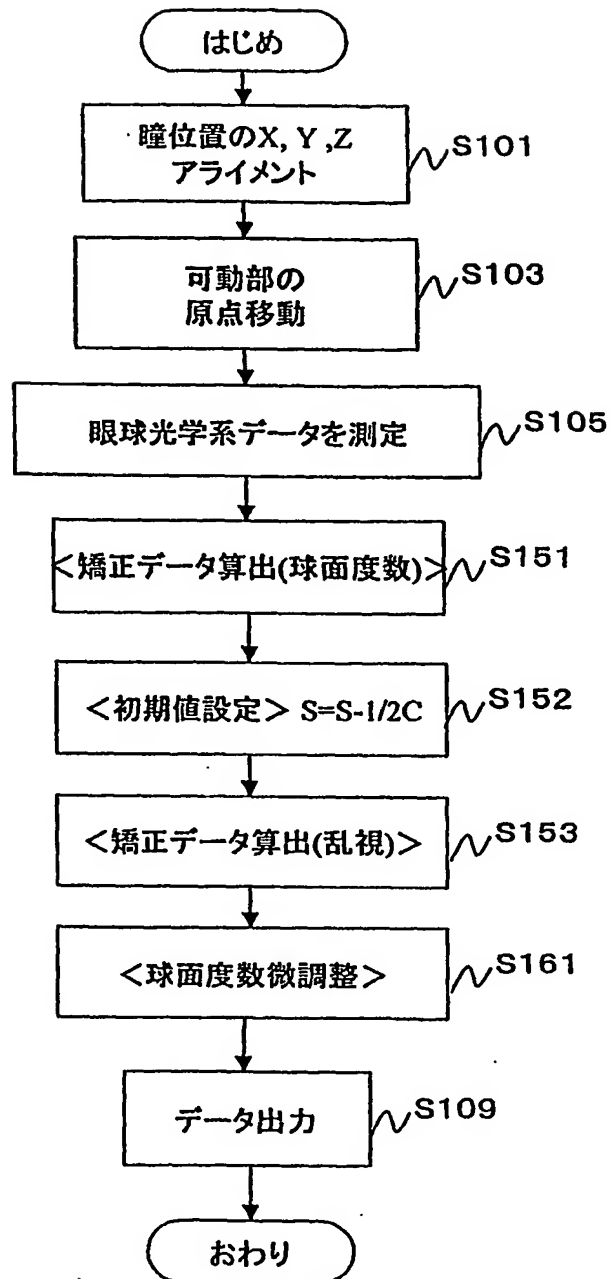 はじめ
瞳位置のX, Y ,Z
アライメント
S101
可動部の
原点移動
S103
眼球光学系データを測定
S105
<矯正データ算出(球面度数)>
S151
<初期値設定> S=S-1/2C
S152
<矯正データ算出(乱視)>
S153
<球面度数微調整>
S161
データ出力
S109
おわり